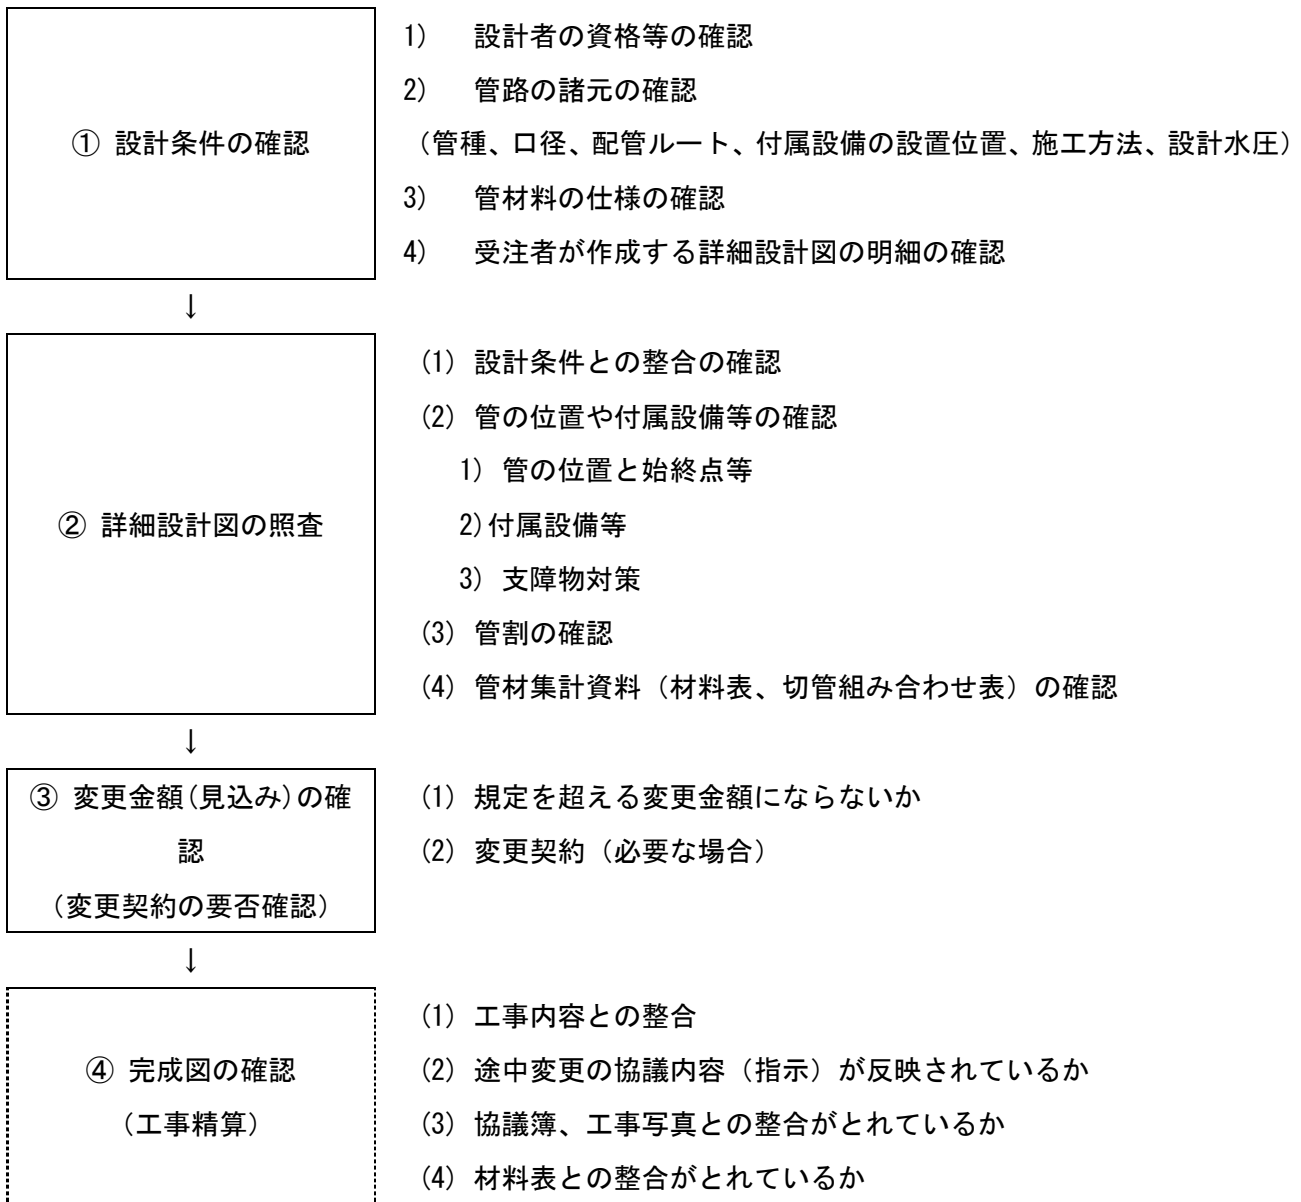 ① 設計条件の確認
1) 設計者の資格等の確認
2) 管路の諸元の確認
（管種、口径、配管ルート、付属設備の設置位置、施工方法、設計水圧）
3) 管材料の仕様の確認
4) 受注者が作成する詳細設計図の明細の確認
↓
② 詳細設計図の照査
(1) 設計条件との整合の確認
(2) 管の位置や付属設備等の確認
1) 管の位置と始終点等
2)付属設備等
3) 支障物対策
(3) 管割の確認
(4) 管材集計資料（材料表、切管組み合わせ表）の確認
↓
③ 変更金額(見込み)の確
認
（変更契約の要否確認）
(1) 規定を超える変更金額にならないか
(2) 変更契約（必要な場合）
↓
④ 完成図の確認
（工事精算）
(1) 工事内容との整合
(2) 途中変更の協議内容（指示）が反映されているか
(3) 協議簿、工事写真との整合がとれているか
(4) 材料表との整合がとれているか